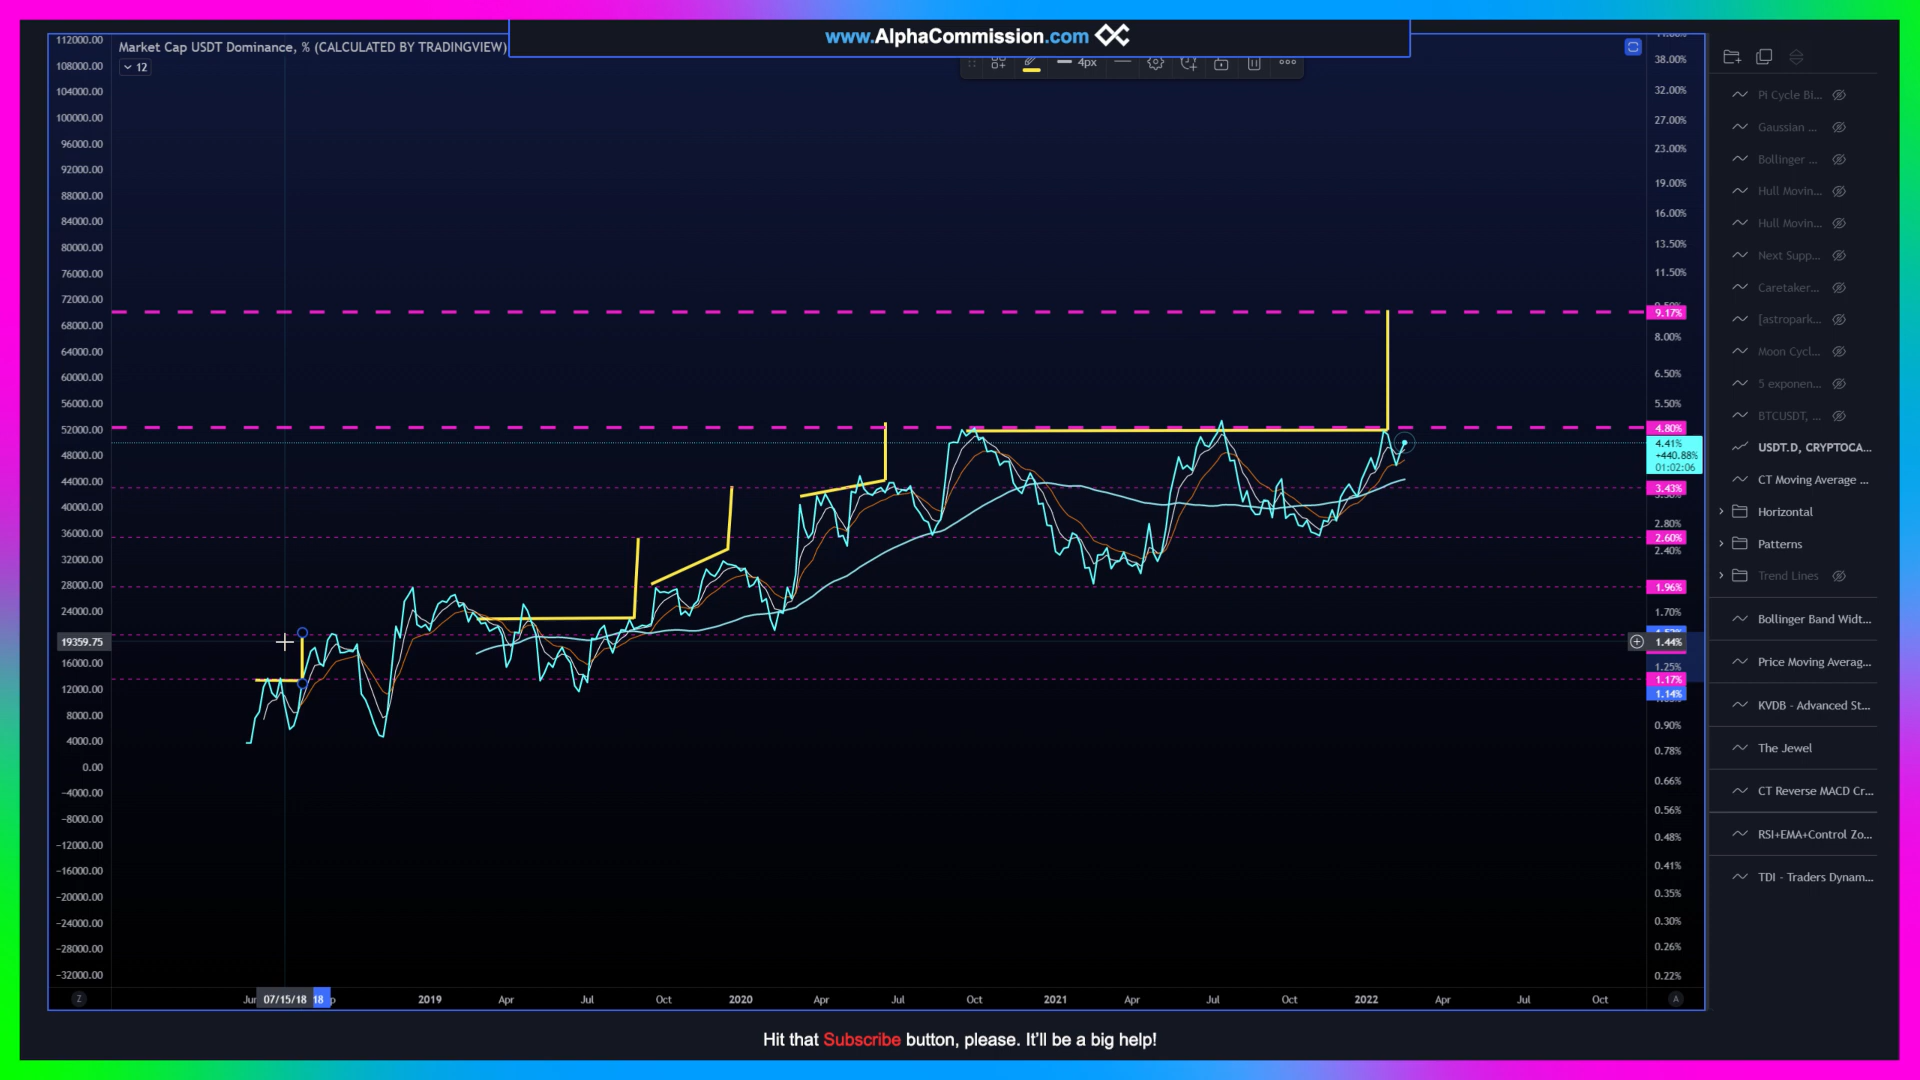 www.AlphaCommission.com
Market Cap USDT Dominance, % (CALCULATED BY TRADINGVIEW)
12
4px
112000.00
108000.00
104000.00
100000.00
96000.00
92000.00
88000.00
84000.00
80000.00
76000.00
72000.00
68000.00
64000.00
60000.00
56000.00
52000.00
48000.00
44000.00
40000.00
36000.00
32000.00
28000.00
24000.00
19359.75
16000.00
12000.00
8000.00
4000.00
0.00
−4000.00
−8000.00
−12000.00
−16000.00
−20000.00
−24000.00
−28000.00
−32000.00
38.00%
32.00%
27.00%
23.00%
19.00%
16.00%
13.50%
11.50%
9.17%
8.00%
6.50%
5.50%
4.80%
4.41%
+440.88%
01:02:06
3.43%
2.80%
2.60%
2.40%
1.96%
1.70%
1.44%
1.25%
1.17%
1.14%
0.90%
0.78%
0.66%
0.56%
0.48%
0.41%
0.35%
0.30%
0.26%
0.22%
Z
07/15/18
18
2019
Apr
Jul
Oct
2020
Apr
Jul
Oct
2021
Apr
Jul
Oct
2022
Apr
Jul
Oct
A
Pi Cycle Bi...
Gaussian ...
Bollinger ...
Hull Movin...
Hull Movin...
Next Supp...
Caretaker...
[astropark...
Moon Cycl...
5 exponen...
BTCUSDT, ...
USDT.D, CRYPTOCA...
CT Moving Average ...
Horizontal
Patterns
Trend Lines
Bollinger Band Widt...
Price Moving Averag...
KVDB - Advanced St...
The Jewel
CT Reverse MACD Cr...
RSI+EMA+Control Zo...
TDI - Traders Dynam...
Hit that Subscribe button, please. It'll be a big help!